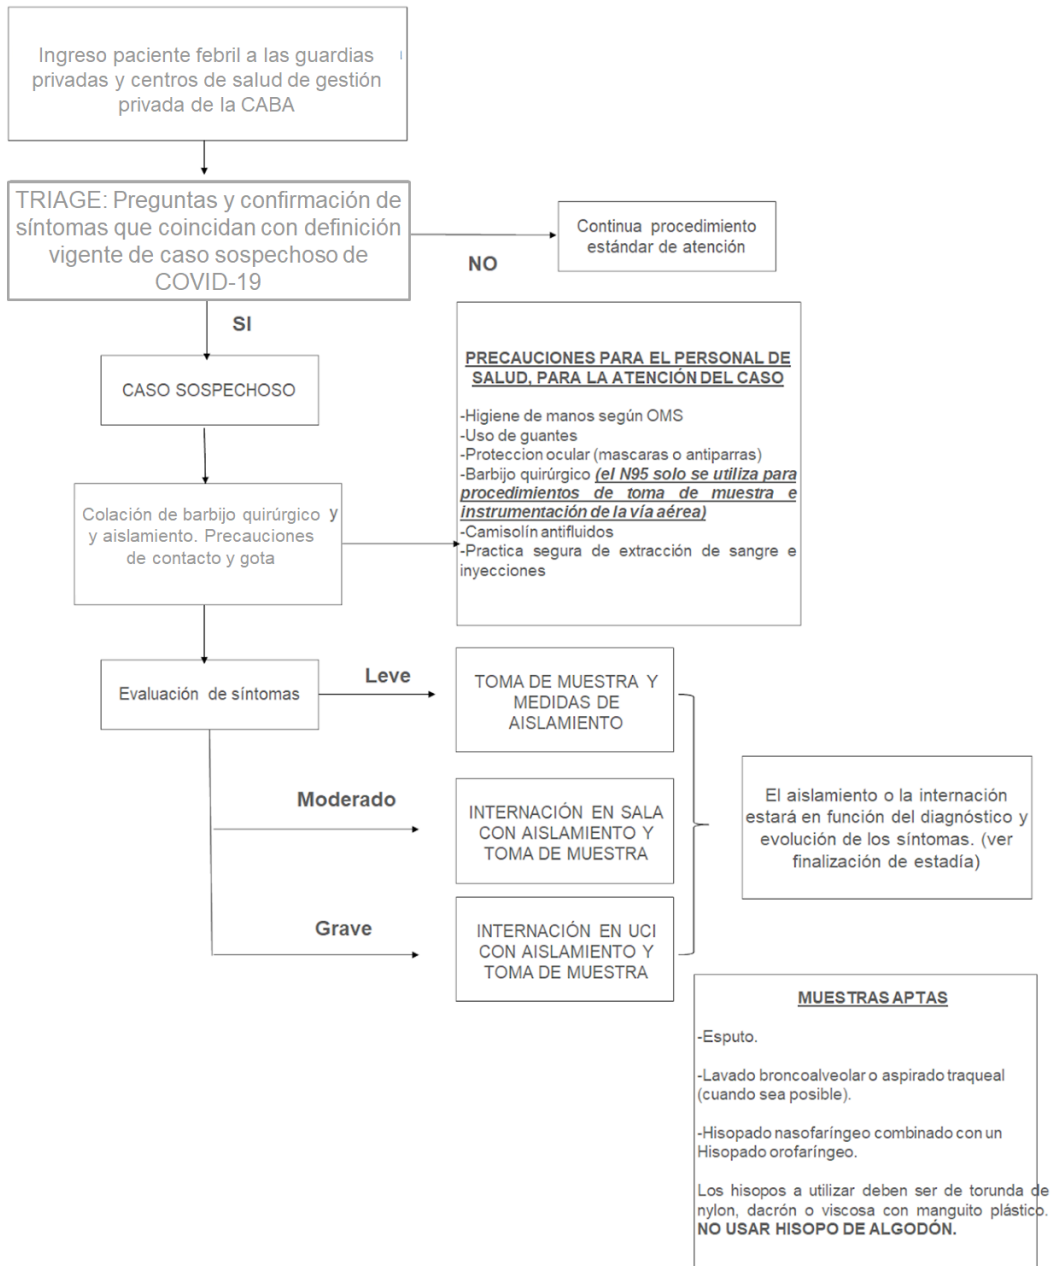 Ingreso paciente febril a las guardias
privadas y centros de salud de gestión
privada de la CABA
TRIAGE: Preguntas y confirmación de
síntomas que coincidan con definición
vigente de caso sospechoso de
COVID-19
NO
Continua procedimiento
estándar de atención
SI
CASO SOSPECHOSO
Colación de barbijo quirúrgico y
y aislamiento. Precauciones
de contacto y gota
PRECAUCIONES PARA EL PERSONAL DE
SALUD, PARA LA ATENCIÓN DEL CASO
-Higiene de manos según OMS
-Uso de guantes
-Proteccion ocular (mascaras o antiparras)
-Barbijo quirúrgico (el N95 solo se utiliza para
procedimientos de toma de muestra e
instrumentación de la vía aérea)
-Camisolín antifluidos
-Practica segura de extracción de sangre e
inyecciones
Evaluación de síntomas
Leve
TOMA DE MUESTRA Y
MEDIDAS DE
AISLAMIENTO
Moderado
INTERNACIÓN EN SALA
CON AISLAMIENTO Y
TOMA DE MUESTRA
Grave
INTERNACIÓN EN UCI
CON AISLAMIENTO Y
TOMA DE MUESTRA
El aislamiento o la internación
estará en función del diagnóstico y
evolución de los síntomas. (ver
finalización de estadía)
MUESTRAS APTAS
-Esputo.
-Lavado broncoalveolar o aspirado traqueal
(cuando sea posible).
-Hisopado nasofaríngeo combinado con un
Hisopado orofaríngeo.
Los hisopos a utilizar deben ser de torunda de
nylon, dacrón o viscosa con manguito plástico.
NO USAR HISOPO DE ALGODÓN.